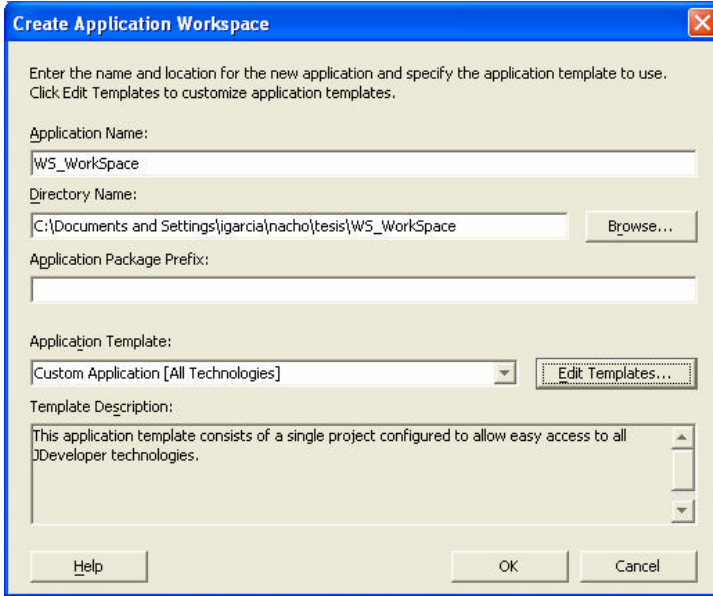 Create Application Workspace
Enter the name and location for the new application and specify the application template to use.
Click Edit Templates to customize application templates.
Application Name:
WS_WorkSpace
Directory Name:
C:\Documents and Settings\igarcia\nacho\tesis\WS_WorkSpace
Browse...
Application Package Prefix:
Application Template:
Custom Application [All Technologies]
Edit Templates...
Template Description:
This application template consists of a single project configured to allow easy access to all
JDeveloper technologies.
Help
OK
Cancel